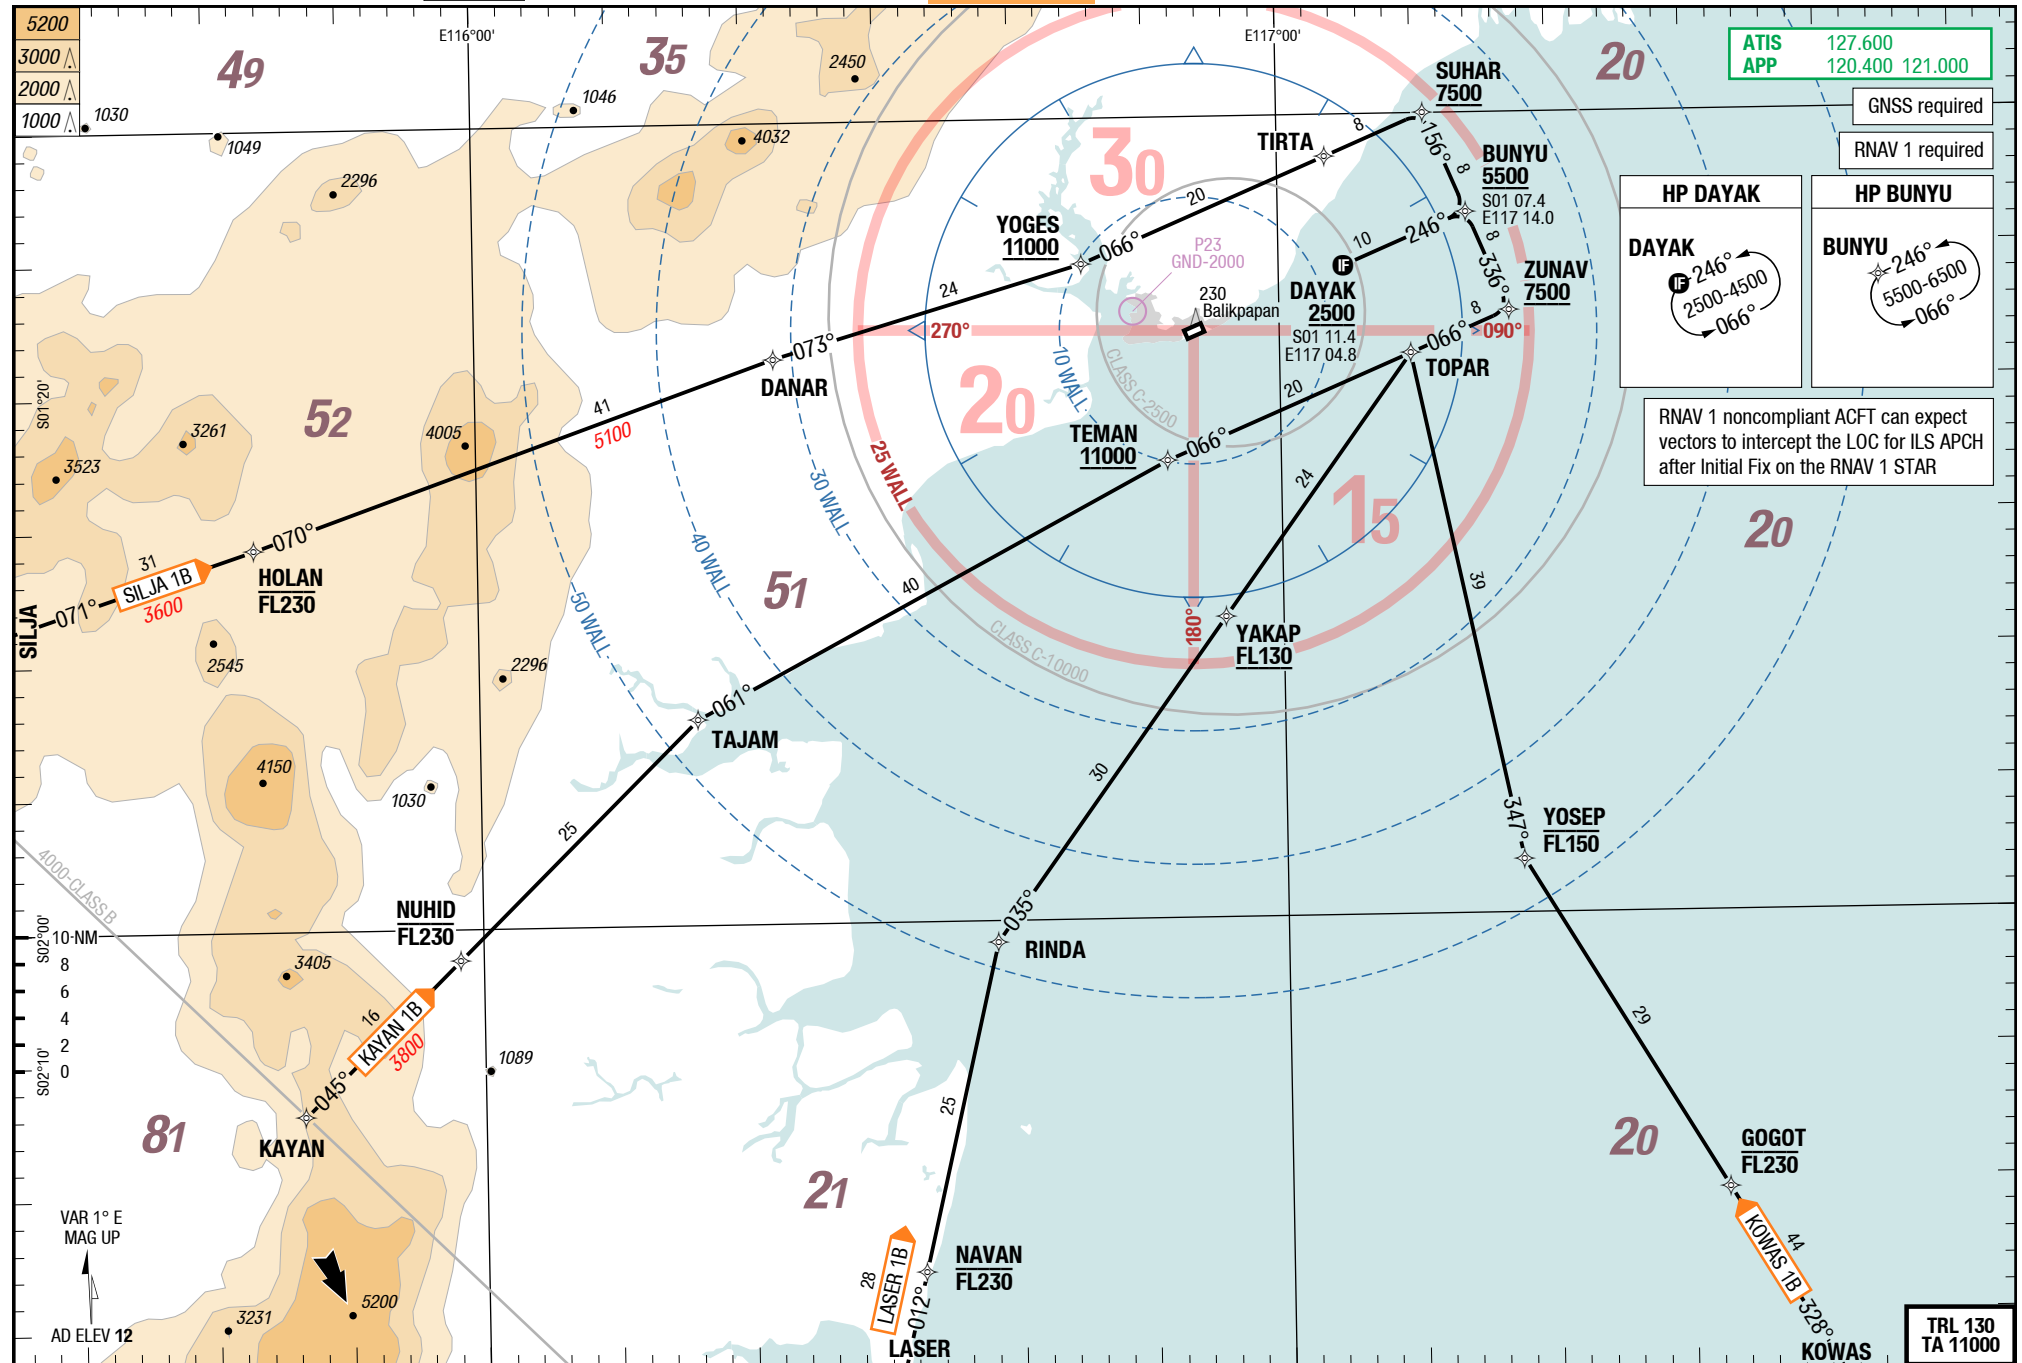 5200
3000
2000
1000
49
35
20
E116°00'
E117°00'
2450
1030
1049
1046
4032
2296
ATIS 127.600
APP 120.400 121.000
GNSS required
RNAV 1 required
SUHAR
7500
8
TIRTA
156°
8
BUNYU
5500
S01 07.4
E117 14.0
30
20
YOGES
11000
066°
P23
GND-2000
10
246°
8
336°
ZUNAV
7500
HP DAYAK
DAYAK
IF
246°
2500-4500
066°
HP BUNYU
BUNYU
246°
5500-6500
066°
IF
DAYAK
2500
S01 11.4
E117 04.8
230
Balikpapan
24
270°
090°
8
066°
TOPAR
073°
DANAR
10 WALL
CLASS C-2500
20
S01°20'
3261
52
4005
41
5100
3523
20
TEMAN
11000
066°
RNAV 1 noncompliant ACFT can expect
vectors to intercept the LOC for ILS APCH
after Initial Fix on the RNAV 1 STAR
25 WALL
30 WALL
40 WALL
50 WALL
24
15
20
070°
HOLAN
FL230
31
SILJA 1B
3600
071°
SILJA
51
40
39
180°
YAKAP
FL130
CLASS C-10000
2545
2296
061°
TAJAM
4150
1030
30
25
347°
YOSEP
FL150
4000-CLASS B
NUHID
FL230
035°
RINDA
S02°00'
10 NM
8
6
4
2
0
S02°10'
3405
16
KAYAN 1B
3800
29
1089
045°
KAYAN
25
81
21
20
GOGOT
FL230
VAR 1° E
MAG UP
AD ELEV 12
3231
5200
28
LASER 1B
NAVAN
FL230
012°
LASER
44
KOWAS 1B
328°
KOWAS
TRL 130
TA 11000